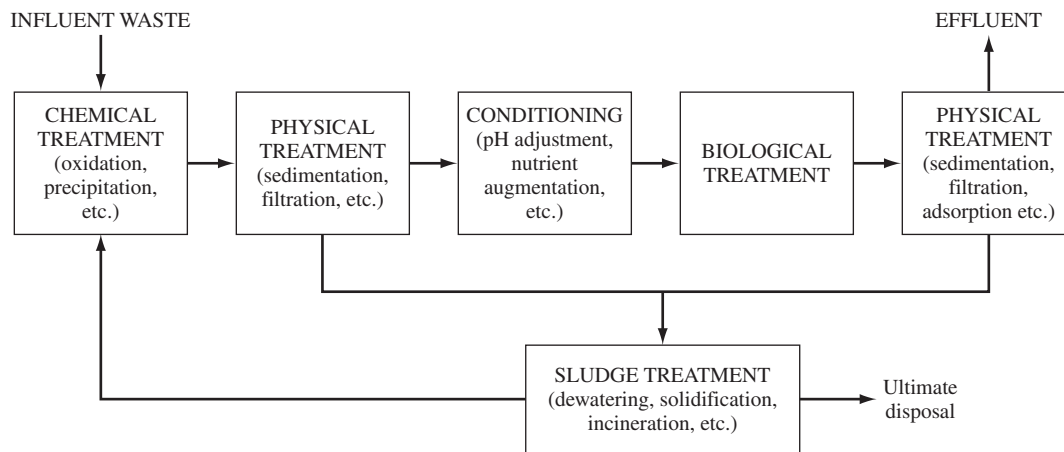 INFLUENT WASTE
EFFLUENT
CHEMICAL
TREATMENT
(oxidation,
precipitation,
etc.)
PHYSICAL
TREATMENT
(sedimentation,
filtration, etc.)
CONDITIONING
(pH adjustment,
nutrient
augmentation,
etc.)
BIOLOGICAL
TREATMENT
PHYSICAL
TREATMENT
(sedimentation,
filtration,
adsorption etc.)
SLUDGE TREATMENT
(dewatering, solidification,
incineration, etc.)
Ultimate
disposal